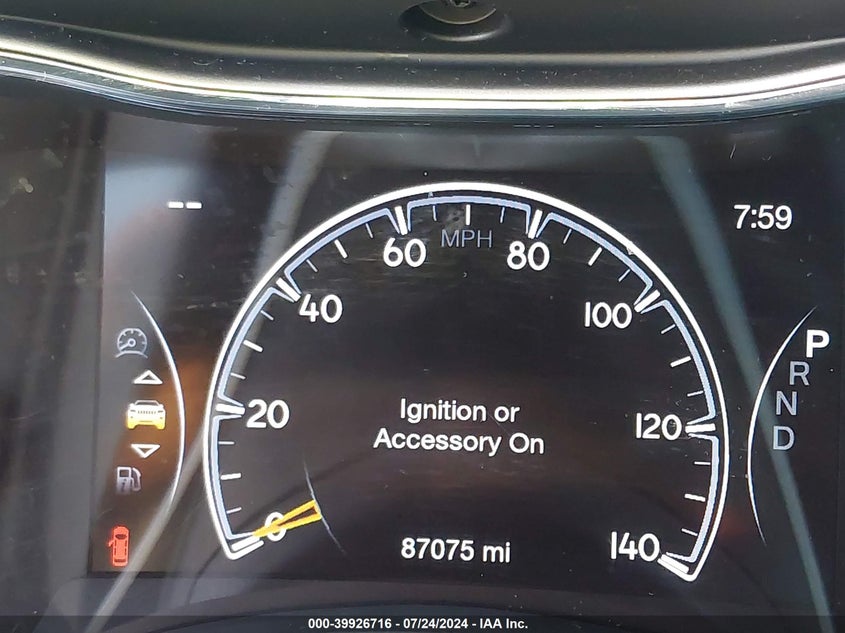 --
7:59
MPH
60
80
40
100
P
R
N
D
20
Ignition or
Accessory On
120
0
87075 mi
140
000-39926716 - 07/24/2024 - IAA Inc.